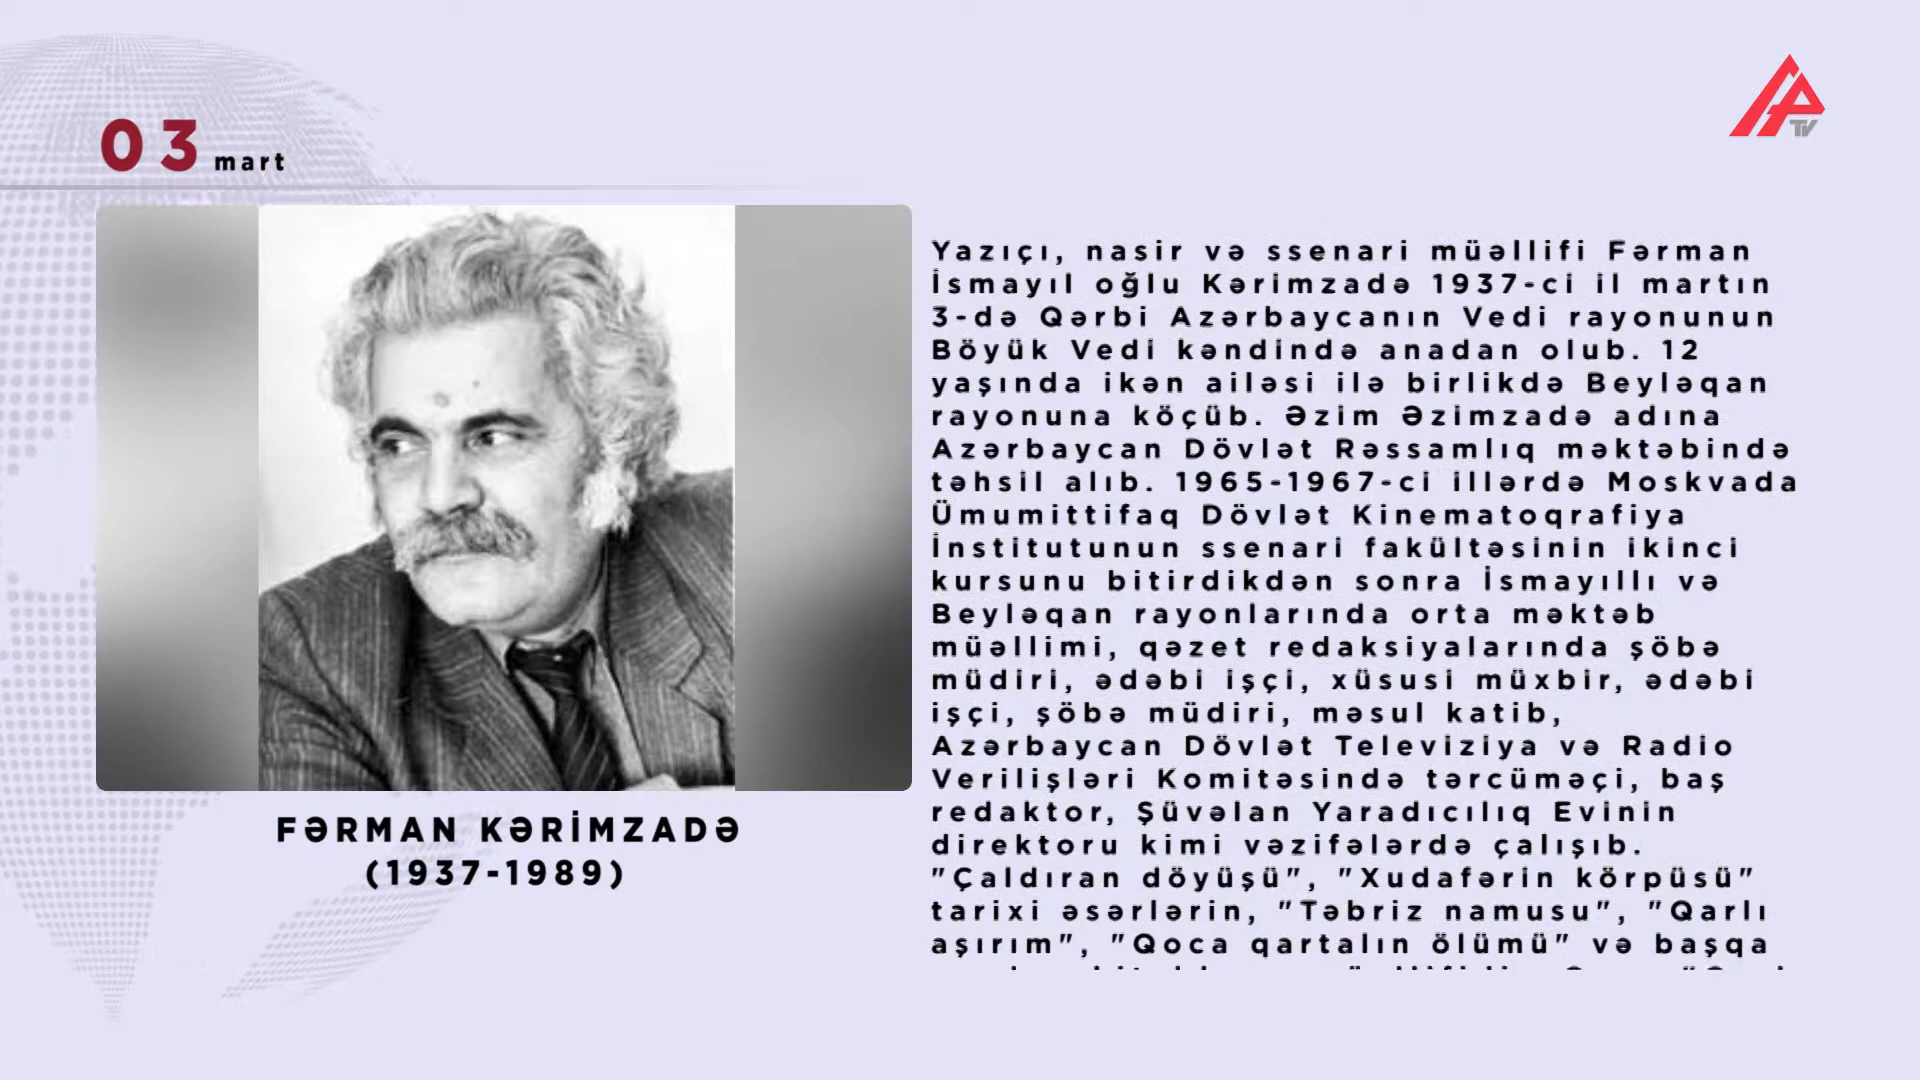 03 mart
TV
Yazıçı, nasir və ssenari müəllifi Fərman
İsmayıl oğlu Kərimzadə 1937-ci il martın
3-də Qərbi Azərbaycanın Vedi rayonunun
Böyük Vedi kəndində anadan olub. 12
yaşında ikən ailəsi ilə birlikdə Beyləqan
rayonuna köçüb. Əzim Əzimzadə adına
Azərbaycan Dövlət Rəssamlıq məktəbində
təhsil alıb. 1965-1967-ci illərdə Moskvada
Ümumittifaq Dövlət Kinematoqrafiya
İnstitutunun ssenari fakültəsinin ikinci
kursunu bitirdikdən sonra İsmayıllı və
Beyləqan rayonlarında orta məktəb
müəllimi, qəzet redaksiyalarında şöbə
müdiri, ədəbi işçi, xüsusi müxbir, ədəbi
işçi, şöbə müdiri, məsul katib,
Azərbaycan Dövlət Televiziya və Radio
Verilişləri Komitəsində tərcüməçi, baş
redaktor, Şüvəlan Yaradıcılıq Evinin
direktoru kimi vəzifələrdə çalışıb.
"Çaldıran döyüşü", "Xudafərin körpüsü"
tarixi əsərlərin, "Təbriz namusu", "Qarlı
aşırım", "Qoca qartalın ölümü" və başqa
FƏRMAN KƏRİMZADƏ
(1937-1989)